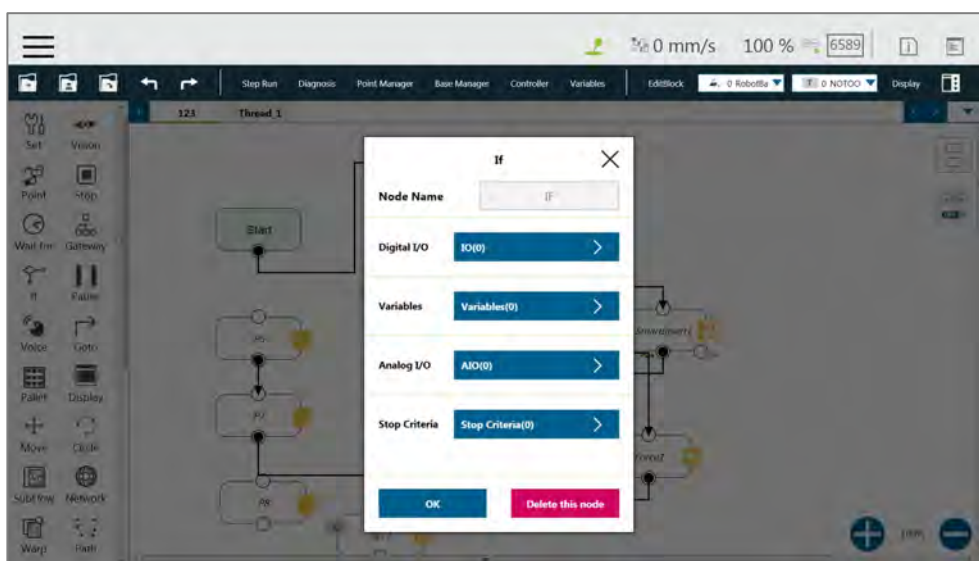 0 mm/s 100 % 6589
Step Run Diagnosis Point Manager Base Manager Controller Variables EditBlock 0 RobotBa 0 NOTOO Display
123 Thread_1
Set Vision
Point Stop
Wait for Gateway
If Pause
Voice Goto
Pallet Display
Move Circle
Subflow Network
Warp Path
Start
If
Node Name IF
Digital I/O IO(0)
Variables Variables(0)
Analog I/O AIO(0)
Stop Criteria Stop Criteria(0)
OK Delete this node